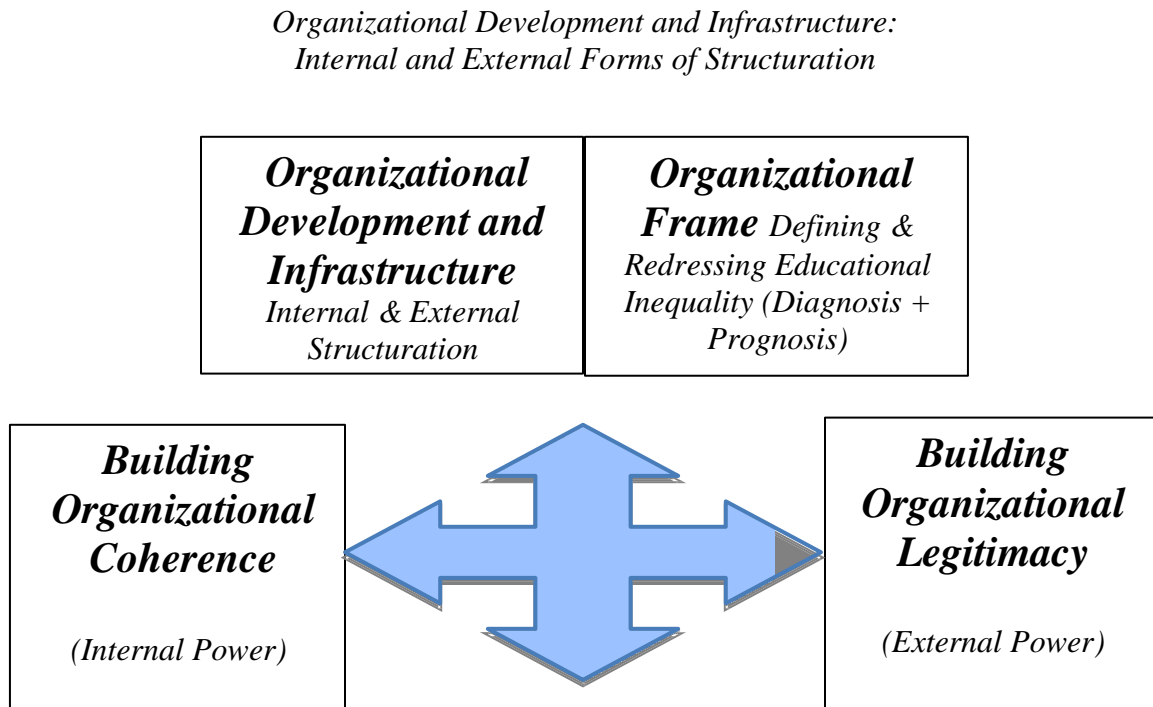 Organizational Development and Infrastructure:
Internal and External Forms of Structuration
Organizational
Development and
Infrastructure
Internal & External
Structuration
Organizational
Frame Defining &
Redressing Educational
Inequality (Diagnosis +
Prognosis)
Building
Organizational
Coherence
(Internal Power)
Building
Organizational
Legitimacy
(External Power)